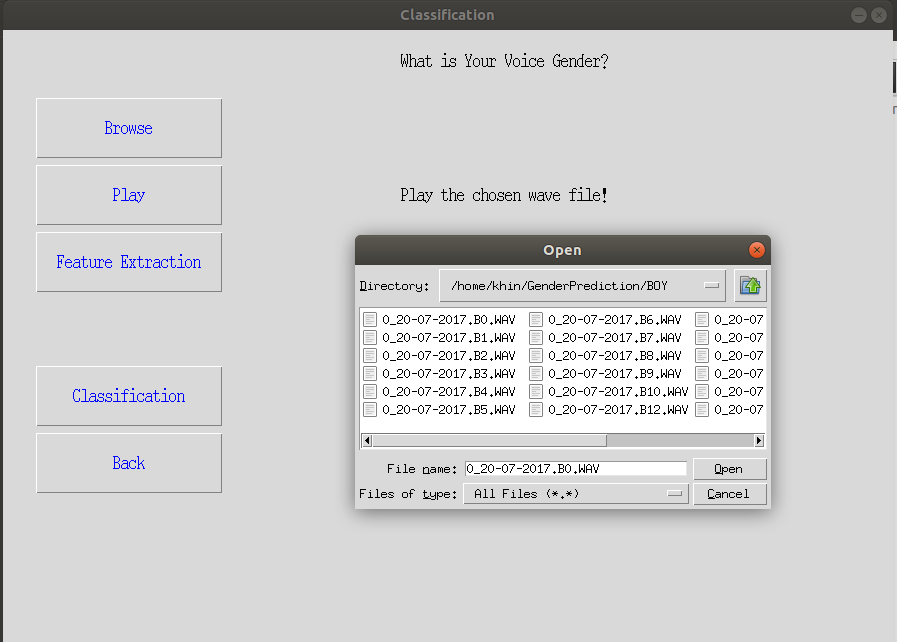 Classification
What is Your Voice Gender?
Browse
Play
Play the chosen wave file!
Feature Extraction
Classification
Back
Open
Directory: /home/khin/GenderPrediction/BOY
0_20-07-2017.B0.WAV 0_20-07-2017.B6.WAV 0_20-07
0_20-07-2017.B1.WAV 0_20-07-2017.B7.WAV 0_20-07
0_20-07-2017.B2.WAV 0_20-07-2017.B8.WAV 0_20-07
0_20-07-2017.B3.WAV 0_20-07-2017.B9.WAV 0_20-07
0_20-07-2017.B4.WAV 0_20-07-2017.B10.WAV 0_20-07
0_20-07-2017.B5.WAV 0_20-07-2017.B12.WAV 0_20-07
File name: 0_20-07-2017.B0.WAV Open
Files of type: All Files (*.*) Cancel